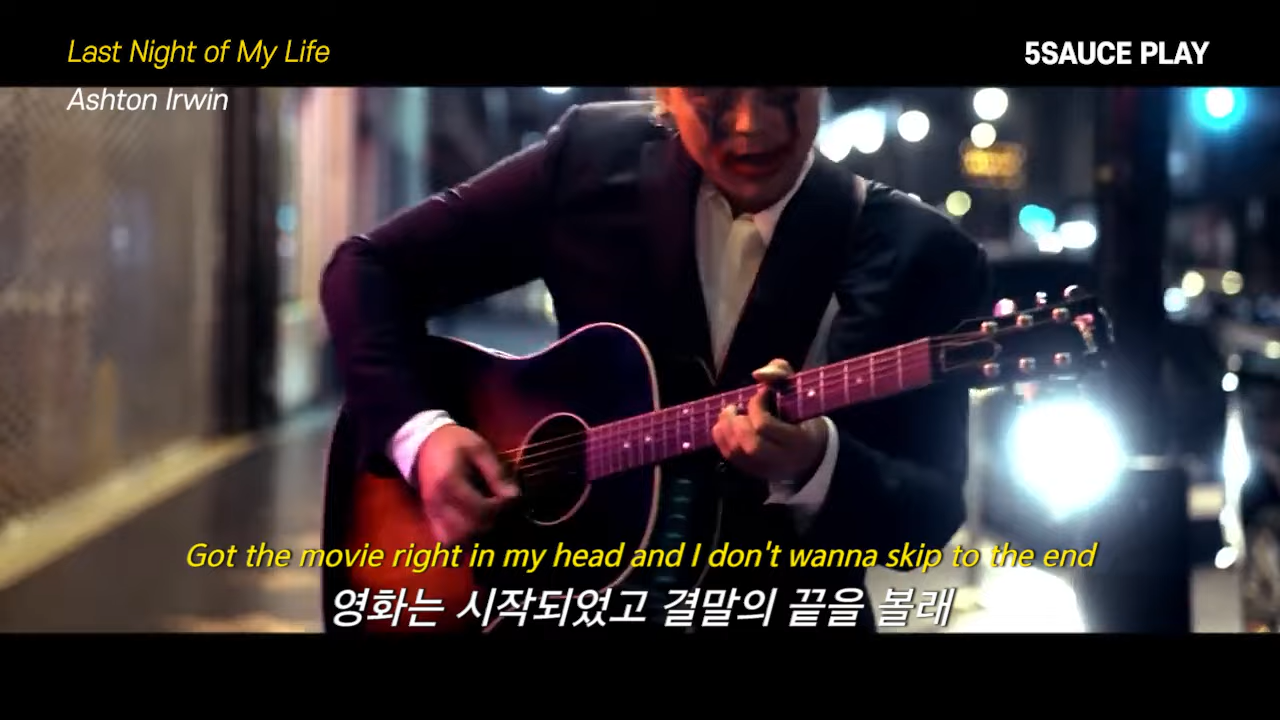 Last Night of My Life
5SAUCE PLAY
Ashton Irwin
Got the movie right in my head and I don't wanna skip to the end
영화는 시작되었고 결말의 끝을 볼래